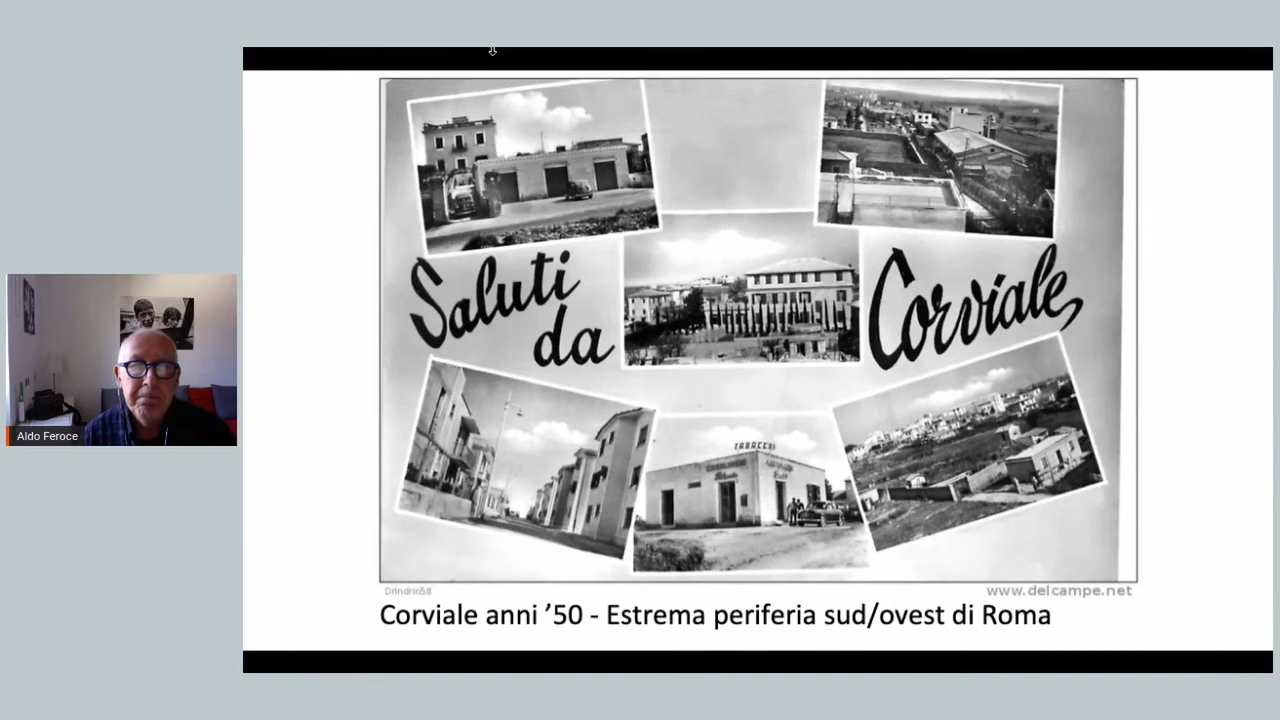 Saluti
da
Corviale
TABACCHI
Aldo Feroce
Drindrin58
www.delcampe.net
Corviale anni ’50 - Estrema periferia sud/ovest di Roma